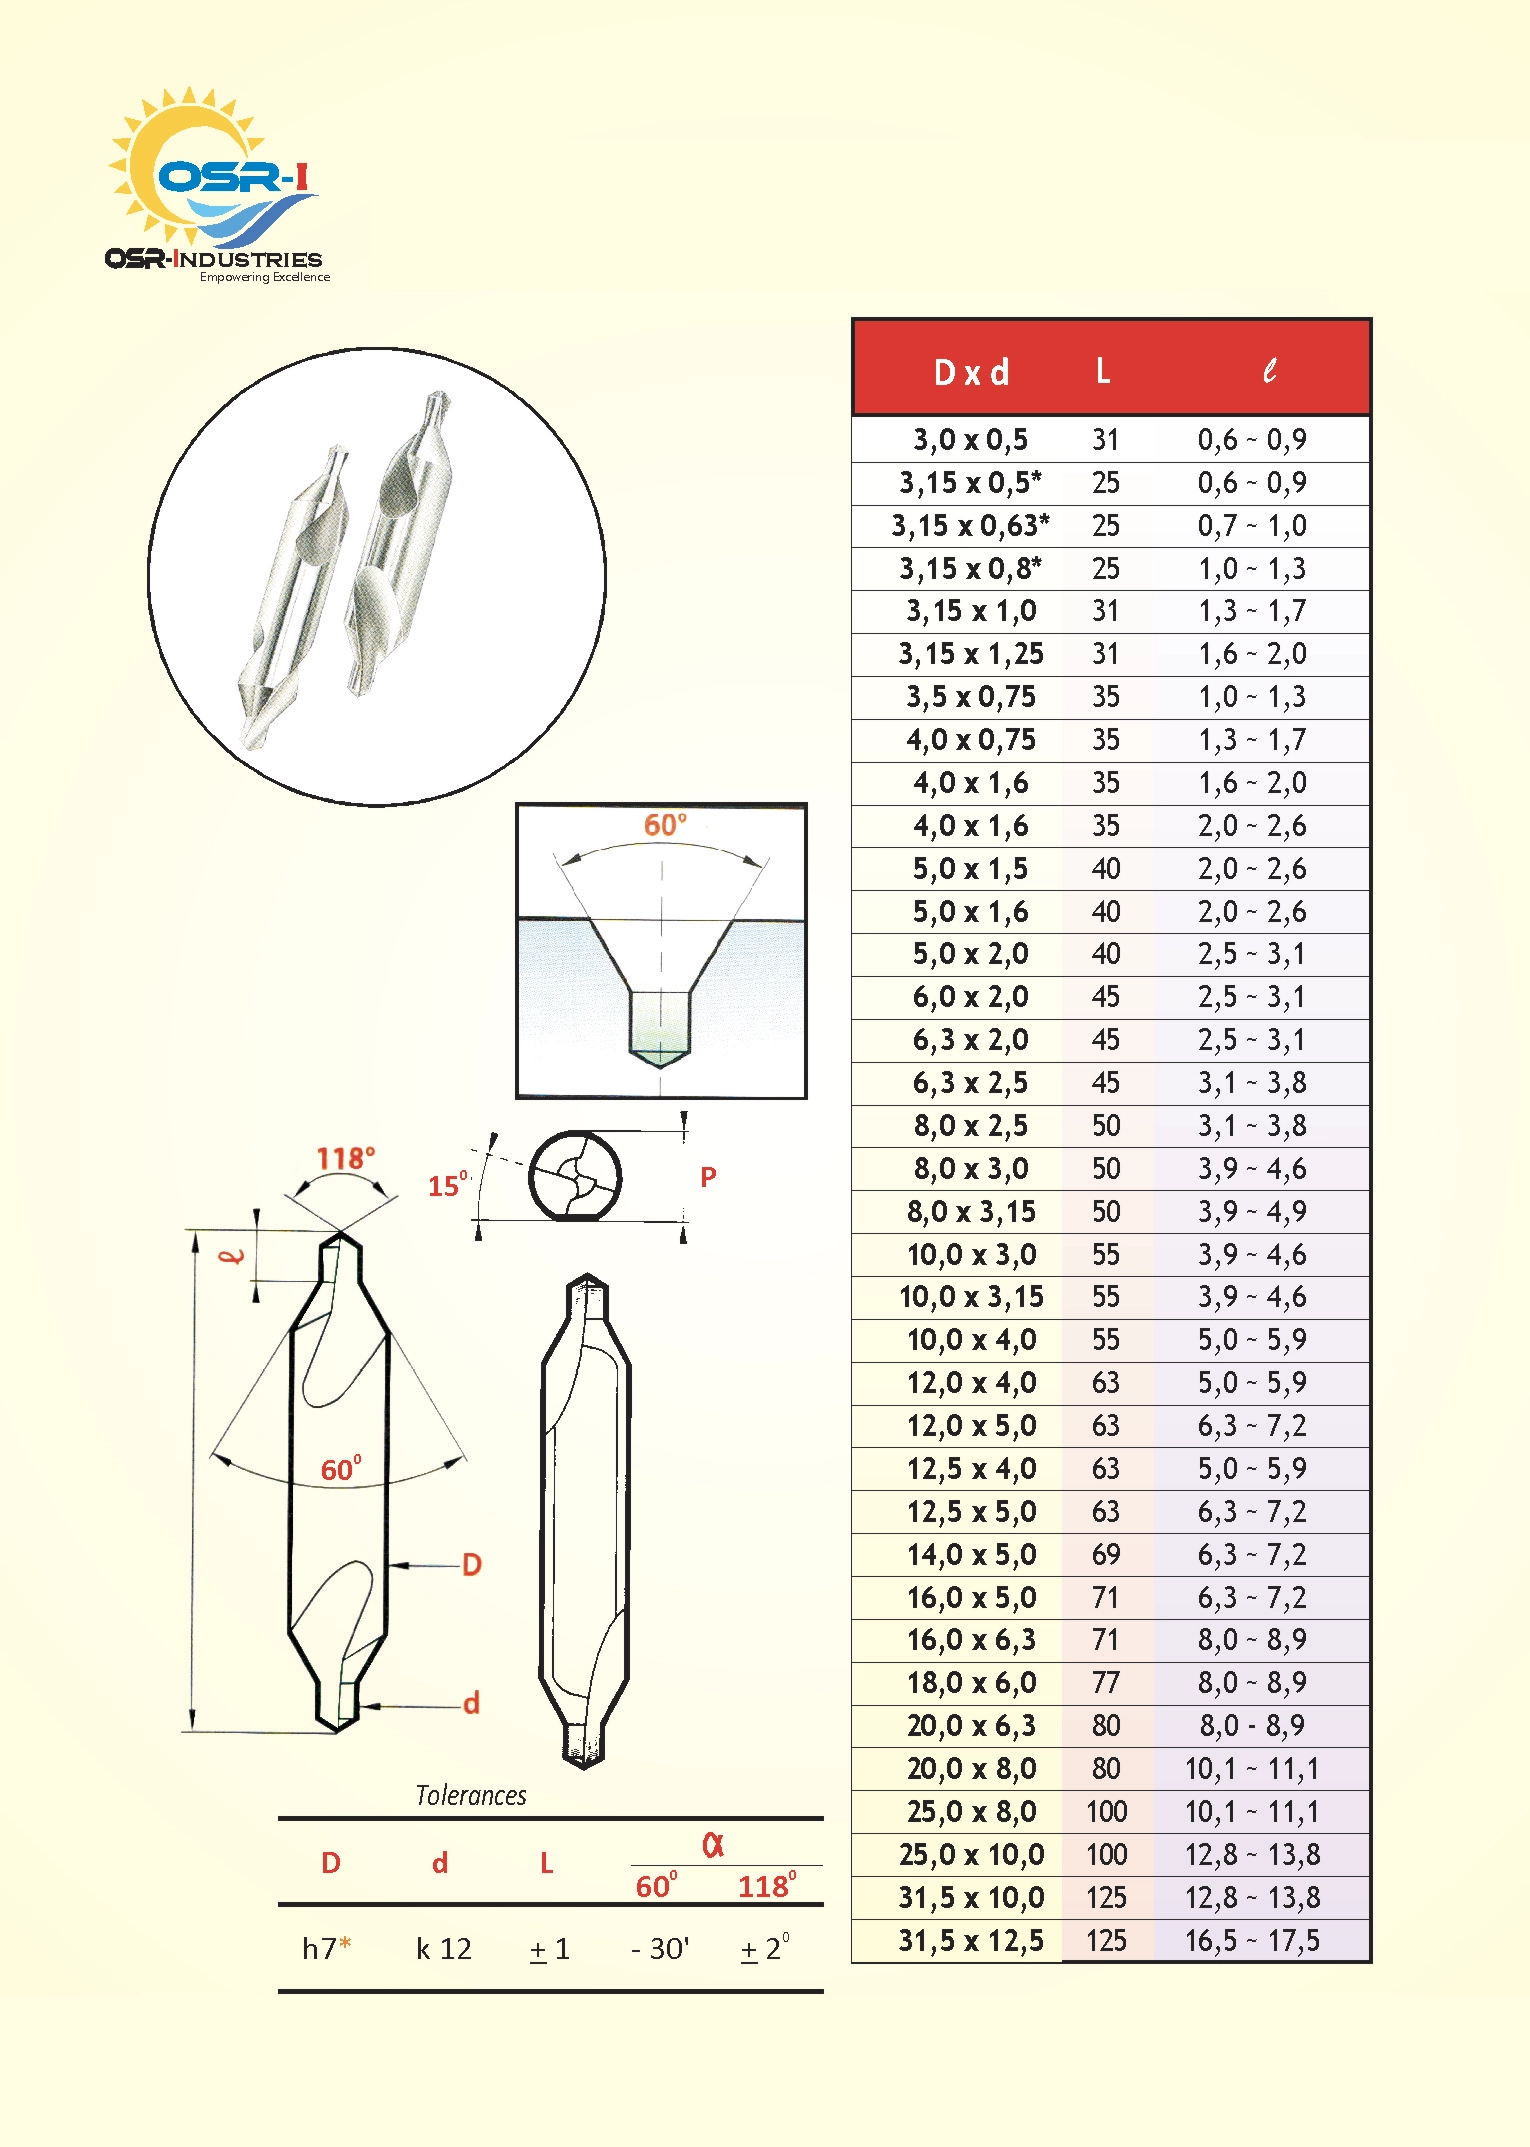 OSR-I
OSR-INDUSTRIES
Empowering Excellence
D x d L ℓ
3,0 x 0,5 31 0,6 ~ 0,9
3,15 x 0,5* 25 0,6 ~ 0,9
3,15 x 0,63* 25 0,7 ~ 1,0
3,15 x 0,8* 25 1,0 ~ 1,3
3,15 x 1,0 31 1,3 ~ 1,7
3,15 x 1,25 31 1,6 ~ 2,0
3,5 x 0,75 35 1,0 ~ 1,3
4,0 x 0,75 35 1,3 ~ 1,7
4,0 x 1,6 35 1,6 ~ 2,0
4,0 x 1,6 35 2,0 ~ 2,6
5,0 x 1,5 40 2,0 ~ 2,6
5,0 x 1,6 40 2,0 ~ 2,6
5,0 x 2,0 40 2,5 ~ 3,1
6,0 x 2,0 45 2,5 ~ 3,1
6,3 x 2,0 45 2,5 ~ 3,1
6,3 x 2,5 45 3,1 ~ 3,8
8,0 x 2,5 50 3,1 ~ 3,8
8,0 x 3,0 50 3,9 ~ 4,6
8,0 x 3,15 50 3,9 ~ 4,9
10,0 x 3,0 55 3,9 ~ 4,6
10,0 x 3,15 55 3,9 ~ 4,6
10,0 x 4,0 55 5,0 ~ 5,9
12,0 x 4,0 63 5,0 ~ 5,9
12,0 x 5,0 63 6,3 ~ 7,2
12,5 x 4,0 63 5,0 ~ 5,9
12,5 x 5,0 63 6,3 ~ 7,2
14,0 x 5,0 69 6,3 ~ 7,2
16,0 x 5,0 71 6,3 ~ 7,2
16,0 x 6,3 71 8,0 ~ 8,9
18,0 x 6,0 77 8,0 ~ 8,9
20,0 x 6,3 80 8,0 - 8,9
20,0 x 8,0 80 10,1 ~ 11,1
25,0 x 8,0 100 10,1 ~ 11,1
25,0 x 10,0 100 12,8 ~ 13,8
31,5 x 10,0 125 12,8 ~ 13,8
31,5 x 12,5 125 16,5 ~ 17,5
60°
118°
15°
P
ℓ
60°
D
d
Tolerances
D d L α
60° 118°
h7* k 12 ± 1 - 30' ± 2°